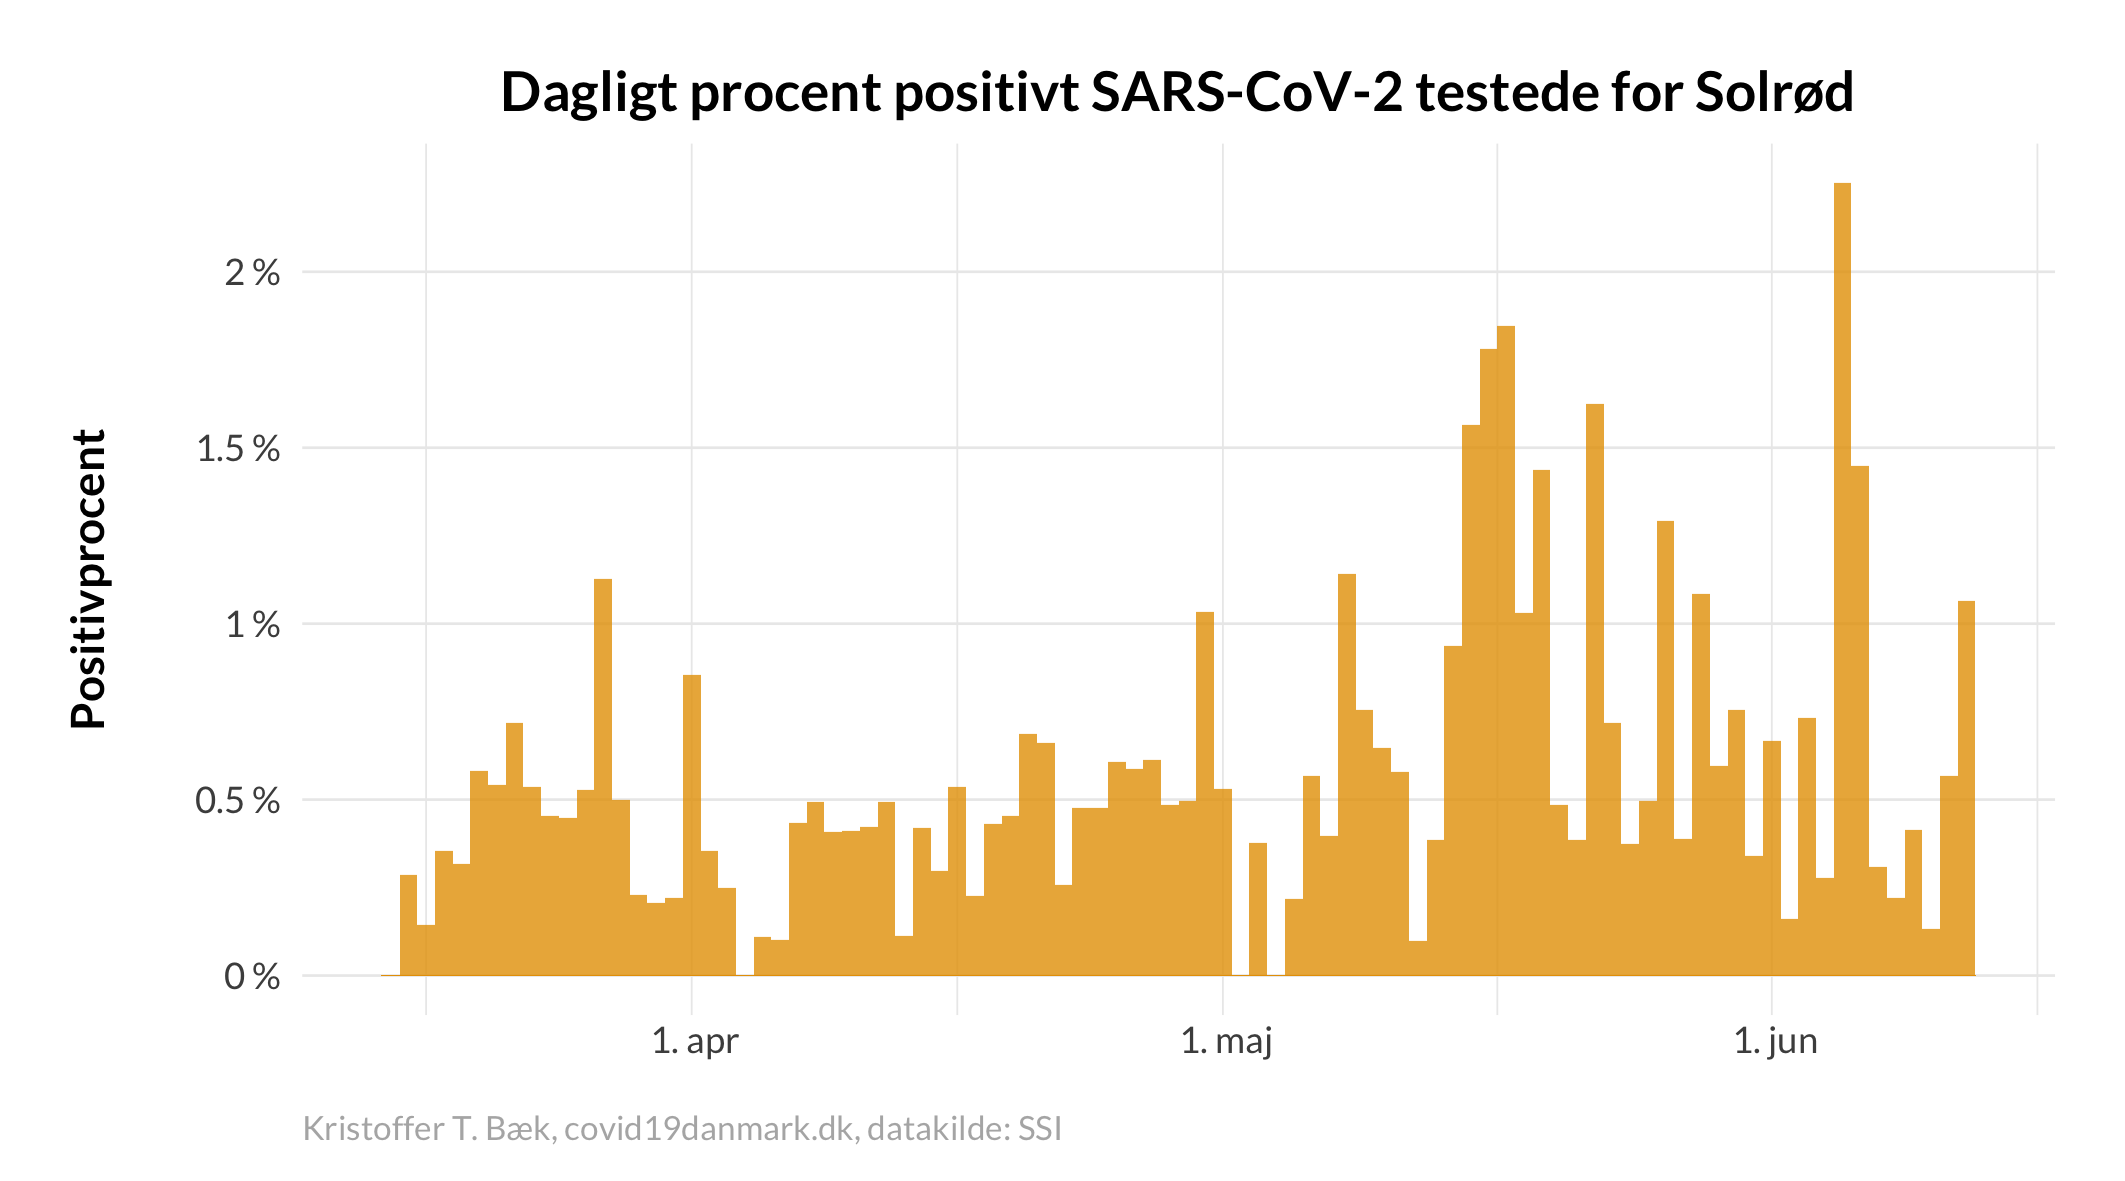 Dagligt procent positivt SARS-CoV-2 testede for Solrød
Positivprocent
2 %
1.5 %
1 %
0.5 %
0 %
1. apr
1. maj
1. jun
Kristoffer T. Bæk, covid19danmark.dk, datakilde: SSI